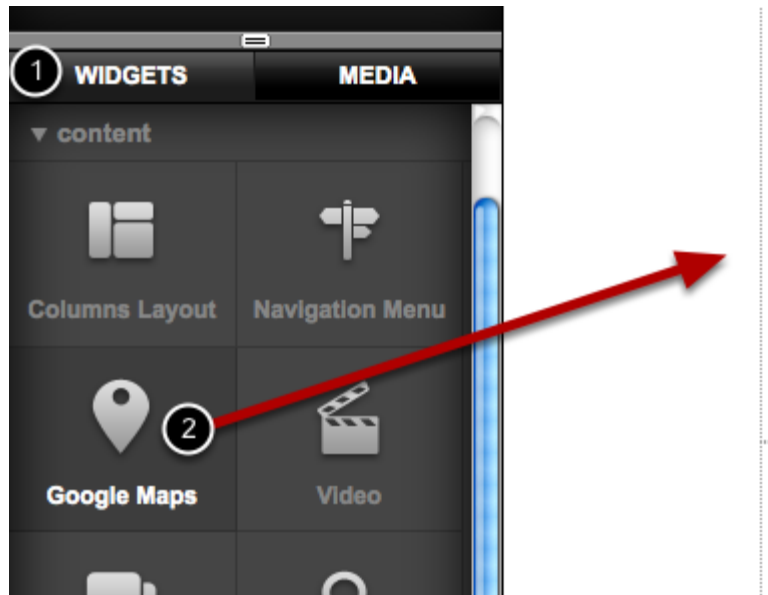 1 WIDGETS MEDIA
▼ content
Columns Layout Navigation Menu
2
Google Maps Video